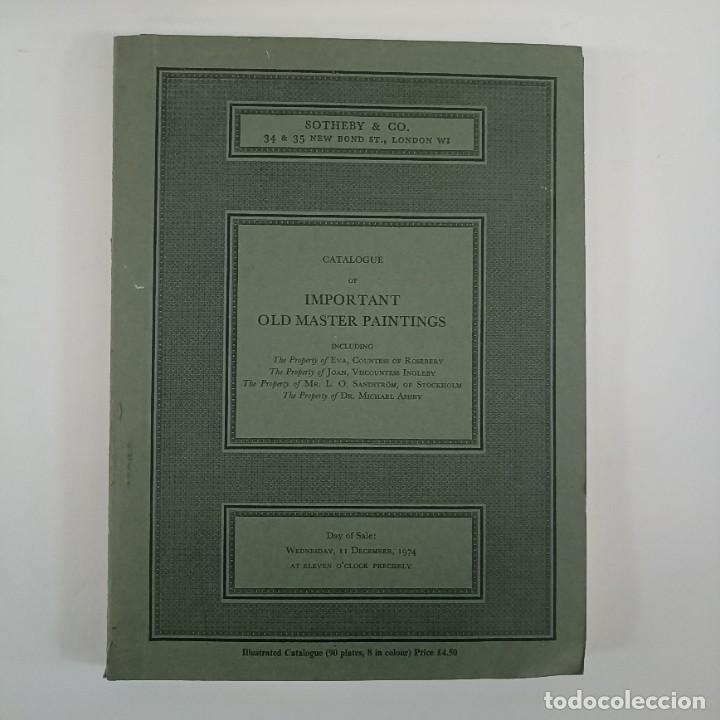 SOTHEBY & CO.
34 & 35 NEW BOND ST., LONDON W1
CATALOGUE
OF
IMPORTANT
OLD MASTER PAINTINGS
INCLUDING
The Property of EVA, COUNTESS OF ROSEBERY
The Property of JOAN, VISCOUNTESS INGLEBY
The Property of MR. L. O. SANDSTRÖM, OF STOCKHOLM
The Property of DR. MICHAEL ASHBY
Day of Sale:
WEDNESDAY, 11 DECEMBER, 1974
AT ELEVEN O'CLOCK PRECISELY
Illustrated Catalogue (90 plates, 8 in colour) Price £4.50
todocoleccion